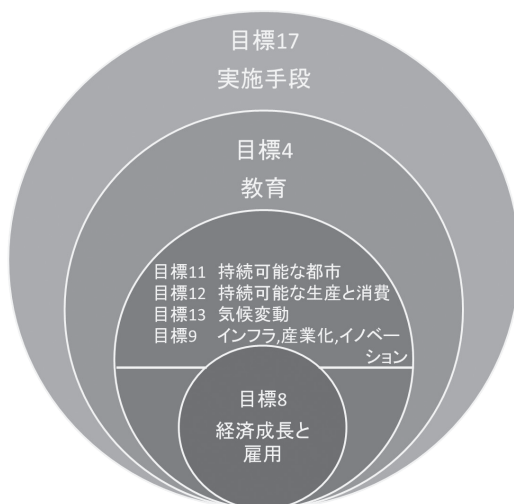 目標17
実施手段
目標4
教育
目標11 持続可能な都市
目標12 持続可能な生産と消費
目標13 気候変動
目標9 インフラ,産業化,イノベー
ション
目標8
経済成長と
雇用